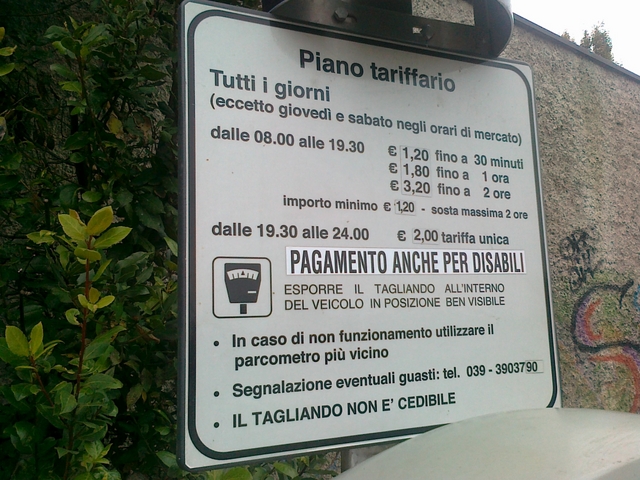 Piano tariffario
Tutti i giorni
(eccetto giovedì e sabato negli orari di mercato)
dalle 08.00 alle 19.30 € 1,20 fino a 30 minuti
€ 1,80 fino a 1 ora
€ 3,20 fino a 2 ore
importo minimo € 1,20 - sosta massima 2 ore
dalle 19.30 alle 24.00 € 2,00 tariffa unica
PAGAMENTO ANCHE PER DISABILI
ESPORRE IL TAGLIANDO ALL'INTERNO
DEL VEICOLO IN POSIZIONE BEN VISIBILE
• In caso di non funzionamento utilizzare il
parcometro più vicino
• Segnalazione eventuali guasti: tel. 039 - 3903790
• IL TAGLIANDO NON E' CEDIBILE